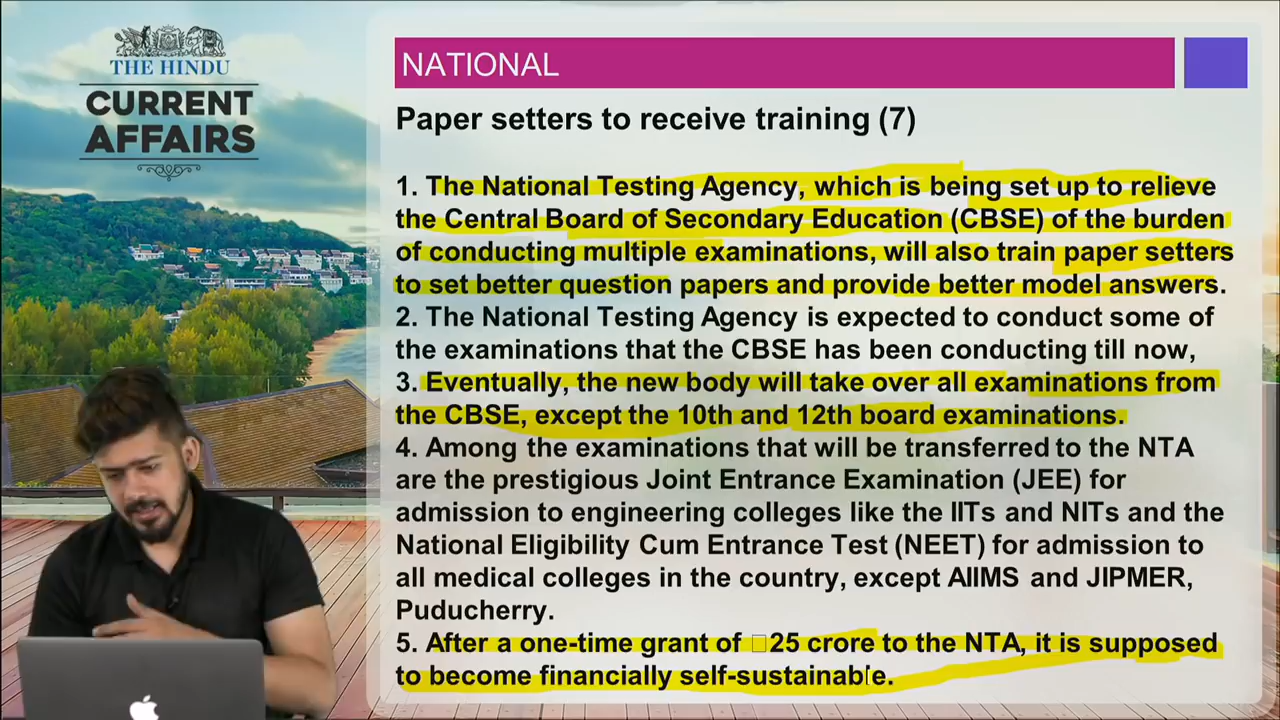 THE HINDU
CURRENT
AFFAIRS
NATIONAL
Paper setters to receive training (7)
1. The National Testing Agency, which is being set up to relieve
the Central Board of Secondary Education (CBSE) of the burden
of conducting multiple examinations, will also train paper setters
to set better question papers and provide better model answers.
2. The National Testing Agency is expected to conduct some of
the examinations that the CBSE has been conducting till now,
3. Eventually, the new body will take over all examinations from
the CBSE, except the 10th and 12th board examinations.
4. Among the examinations that will be transferred to the NTA
are the prestigious Joint Entrance Examination (JEE) for
admission to engineering colleges like the IITs and NITs and the
National Eligibility Cum Entrance Test (NEET) for admission to
all medical colleges in the country, except AIIMS and JIPMER,
Puducherry.
5. After a one-time grant of □25 crore to the NTA, it is supposed
to become financially self-sustainable.